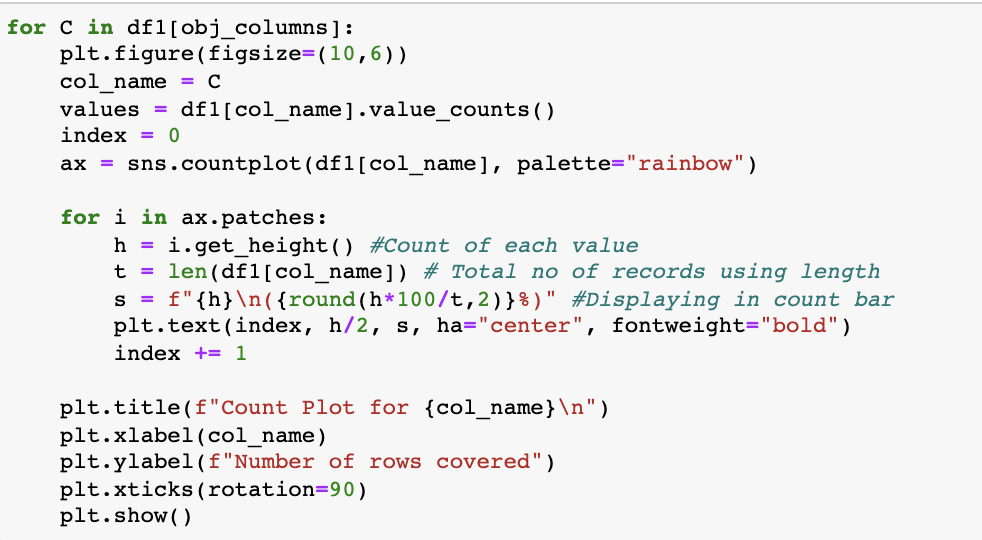 for C in df1[obj_columns]:
    plt.figure(figsize=(10,6))
    col_name = C
    values = df1[col_name].value_counts()
    index = 0
    ax = sns.countplot(df1[col_name], palette="rainbow")

    for i in ax.patches:
        h = i.get_height() #Count of each value
        t = len(df1[col_name]) # Total no of records using length
        s = f"{h}\n({round(h*100/t,2)}%)" #Displaying in count bar
        plt.text(index, h/2, s, ha="center", fontweight="bold")
        index += 1

    plt.title(f"Count Plot for {col_name}\n")
    plt.xlabel(col_name)
    plt.ylabel(f"Number of rows covered")
    plt.xticks(rotation=90)
    plt.show()